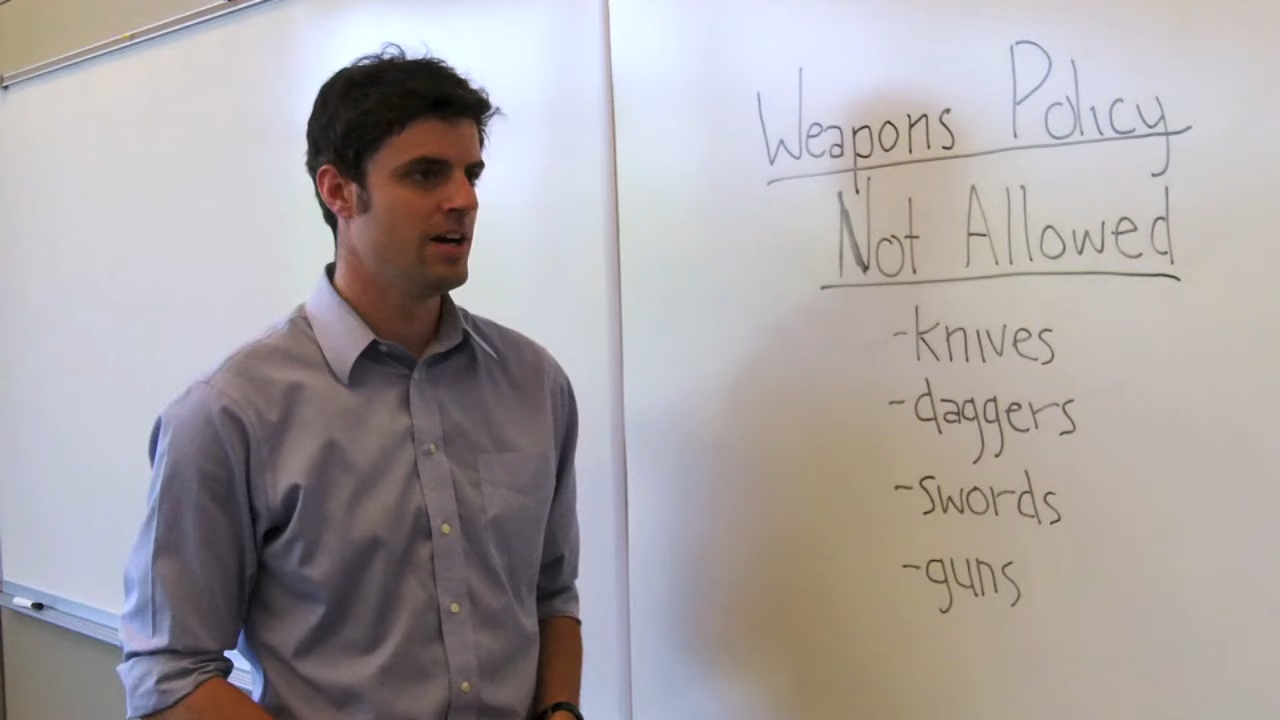 Weapons Policy
Not Allowed
-knives
-daggers
-swords
-guns